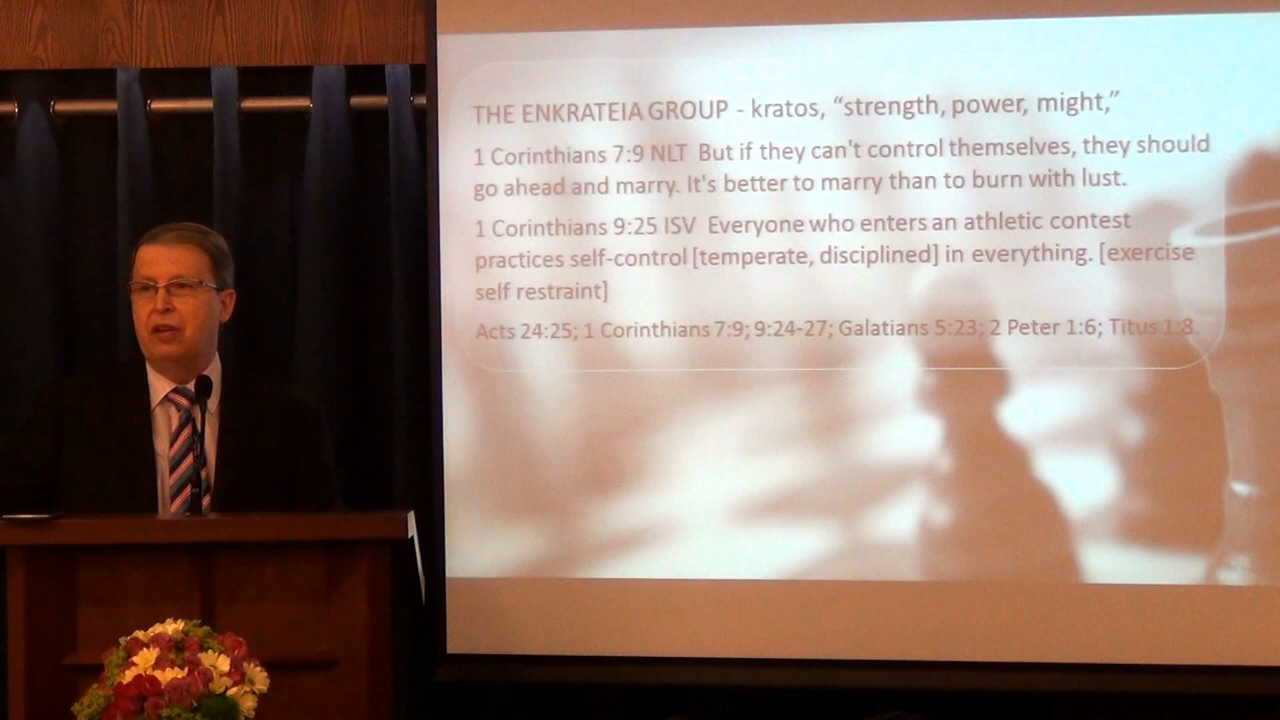 THE ENKRATEIA GROUP - kratos, “strength, power, might,”
1 Corinthians 7:9 NLT  But if they can't control themselves, they should
go ahead and marry. It's better to marry than to burn with lust.
1 Corinthians 9:25 ISV  Everyone who enters an athletic contest
practices self-control [temperate, disciplined] in everything. [exercise
self restraint]
Acts 24:25; 1 Corinthians 7:9; 9:24-27; Galatians 5:23; 2 Peter 1:6; Titus 1:8.